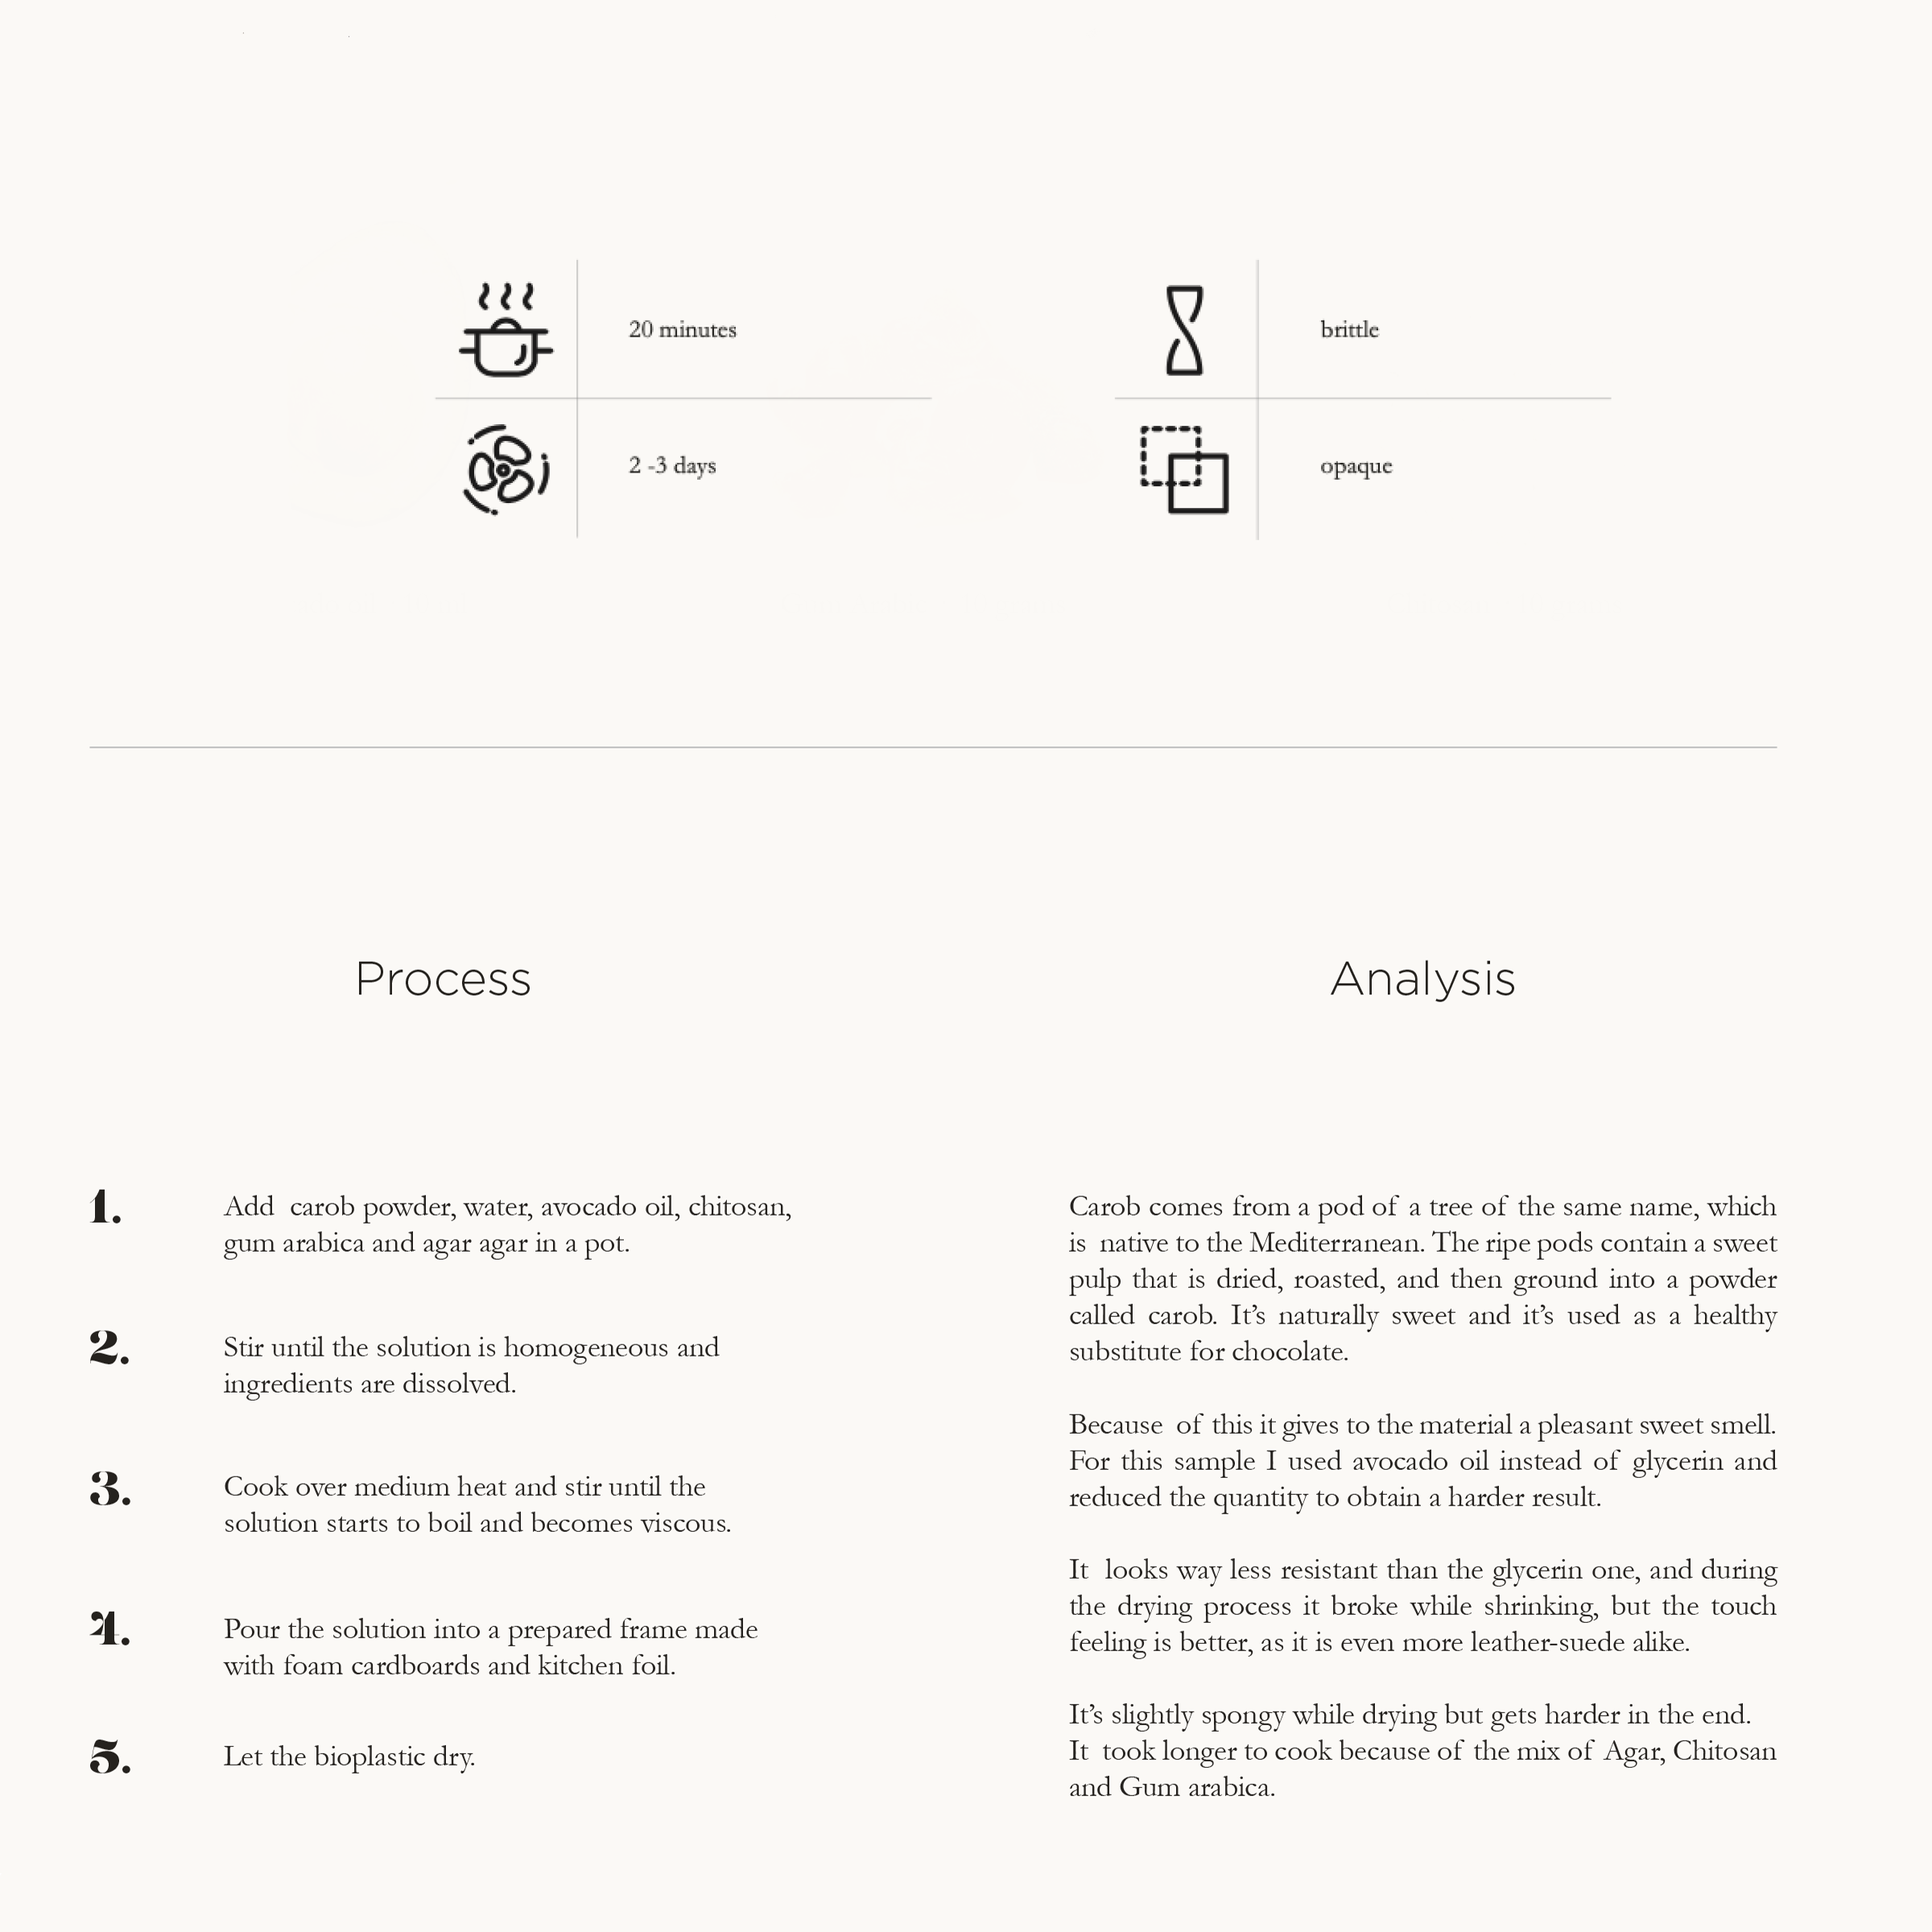 20 minutes
brittle
2 -3 days
opaque
Process
Analysis
1.
Add  carob powder, water, avocado oil, chitosan,
gum arabica and agar agar in a pot.
2.
Stir until the solution is homogeneous and
ingredients are dissolved.
3.
Cook over medium heat and stir until the
solution starts to boil and becomes viscous.
4.
Pour the solution into a prepared frame made
with foam cardboards and kitchen foil.
5.
Let the bioplastic dry.
Carob comes from a pod of a tree of the same name, which
is  native to the Mediterranean. The ripe pods contain a sweet
pulp that is dried, roasted, and then ground into a powder
called carob. It’s naturally sweet and it’s used as a healthy
substitute for chocolate.
Because  of this it gives to the material a pleasant sweet smell.
For this sample I used avocado oil instead of glycerin and
reduced the quantity to obtain a harder result.
It  looks way less resistant than the glycerin one, and during
the drying process it broke while shrinking, but the touch
feeling is better, as it is even more leather-suede alike.
It’s slightly spongy while drying but gets harder in the end.
It  took longer to cook because of the mix of Agar, Chitosan
and Gum arabica.